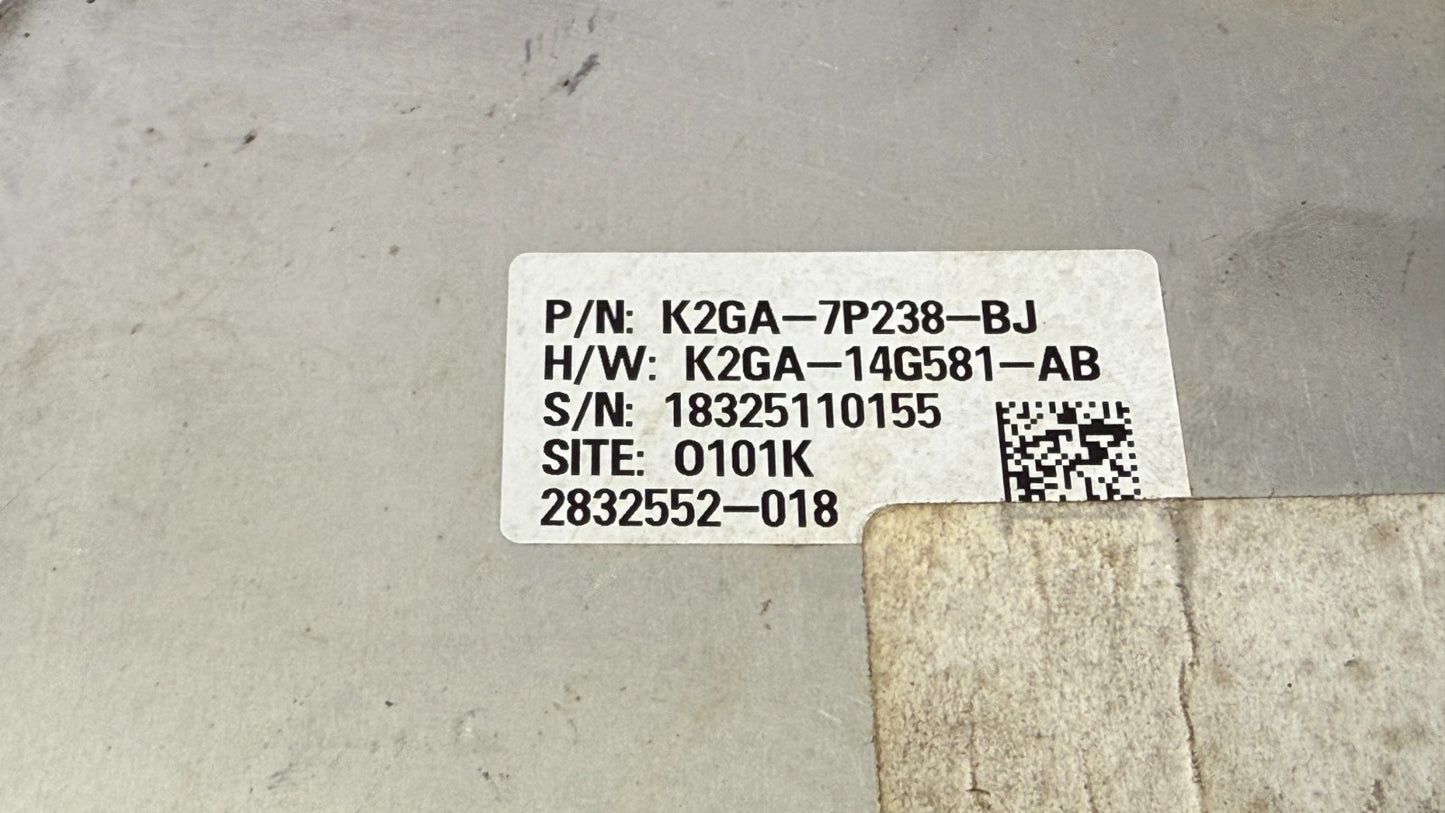 P/N: K2GA-7P238-BJ
H/W: K2GA-14G581-AB
S/N: 18325110155
SITE: O101K
2832552-018